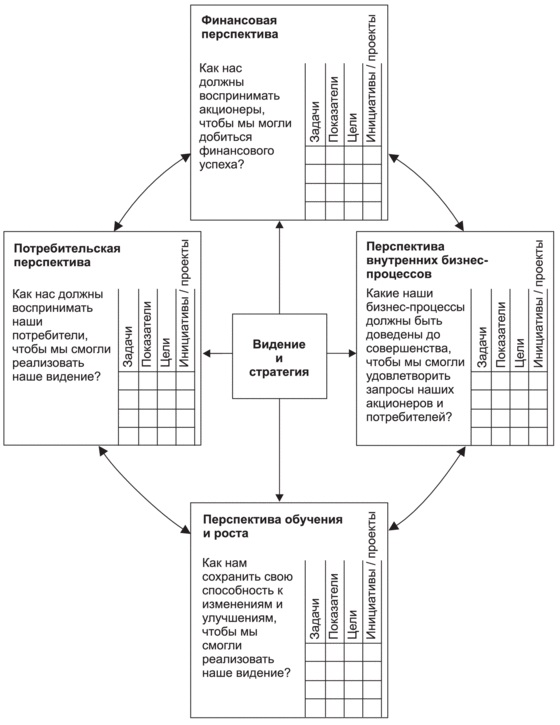 Финансовая
перспектива
Как нас
должны
воспринимать
акционеры,
чтобы мы могли
добиться
финансового
успеха?
Задачи
Показатели
Цели
Инициативы / проекты
Потребительская
перспектива
Как нас должны
воспринимать
наши
потребители,
чтобы мы смогли
реализовать
наше видение?
Задачи
Показатели
Цели
Инициативы / проекты
Видение
и
стратегия
Перспектива
внутренних бизнес-
процессов
Какие наши
бизнес-процессы
должны быть
доведены до
совершенства,
чтобы мы смогли
удовлетворить
запросы наших
акционеров и
потребителей?
Задачи
Показатели
Цели
Инициативы / проекты
Перспектива обучения
и роста
Как нам
сохранить свою
способность к
изменениям и
улучшениям,
чтобы мы
смогли
реализовать
наше видение?
Задачи
Показатели
Цели
Инициативы / проекты